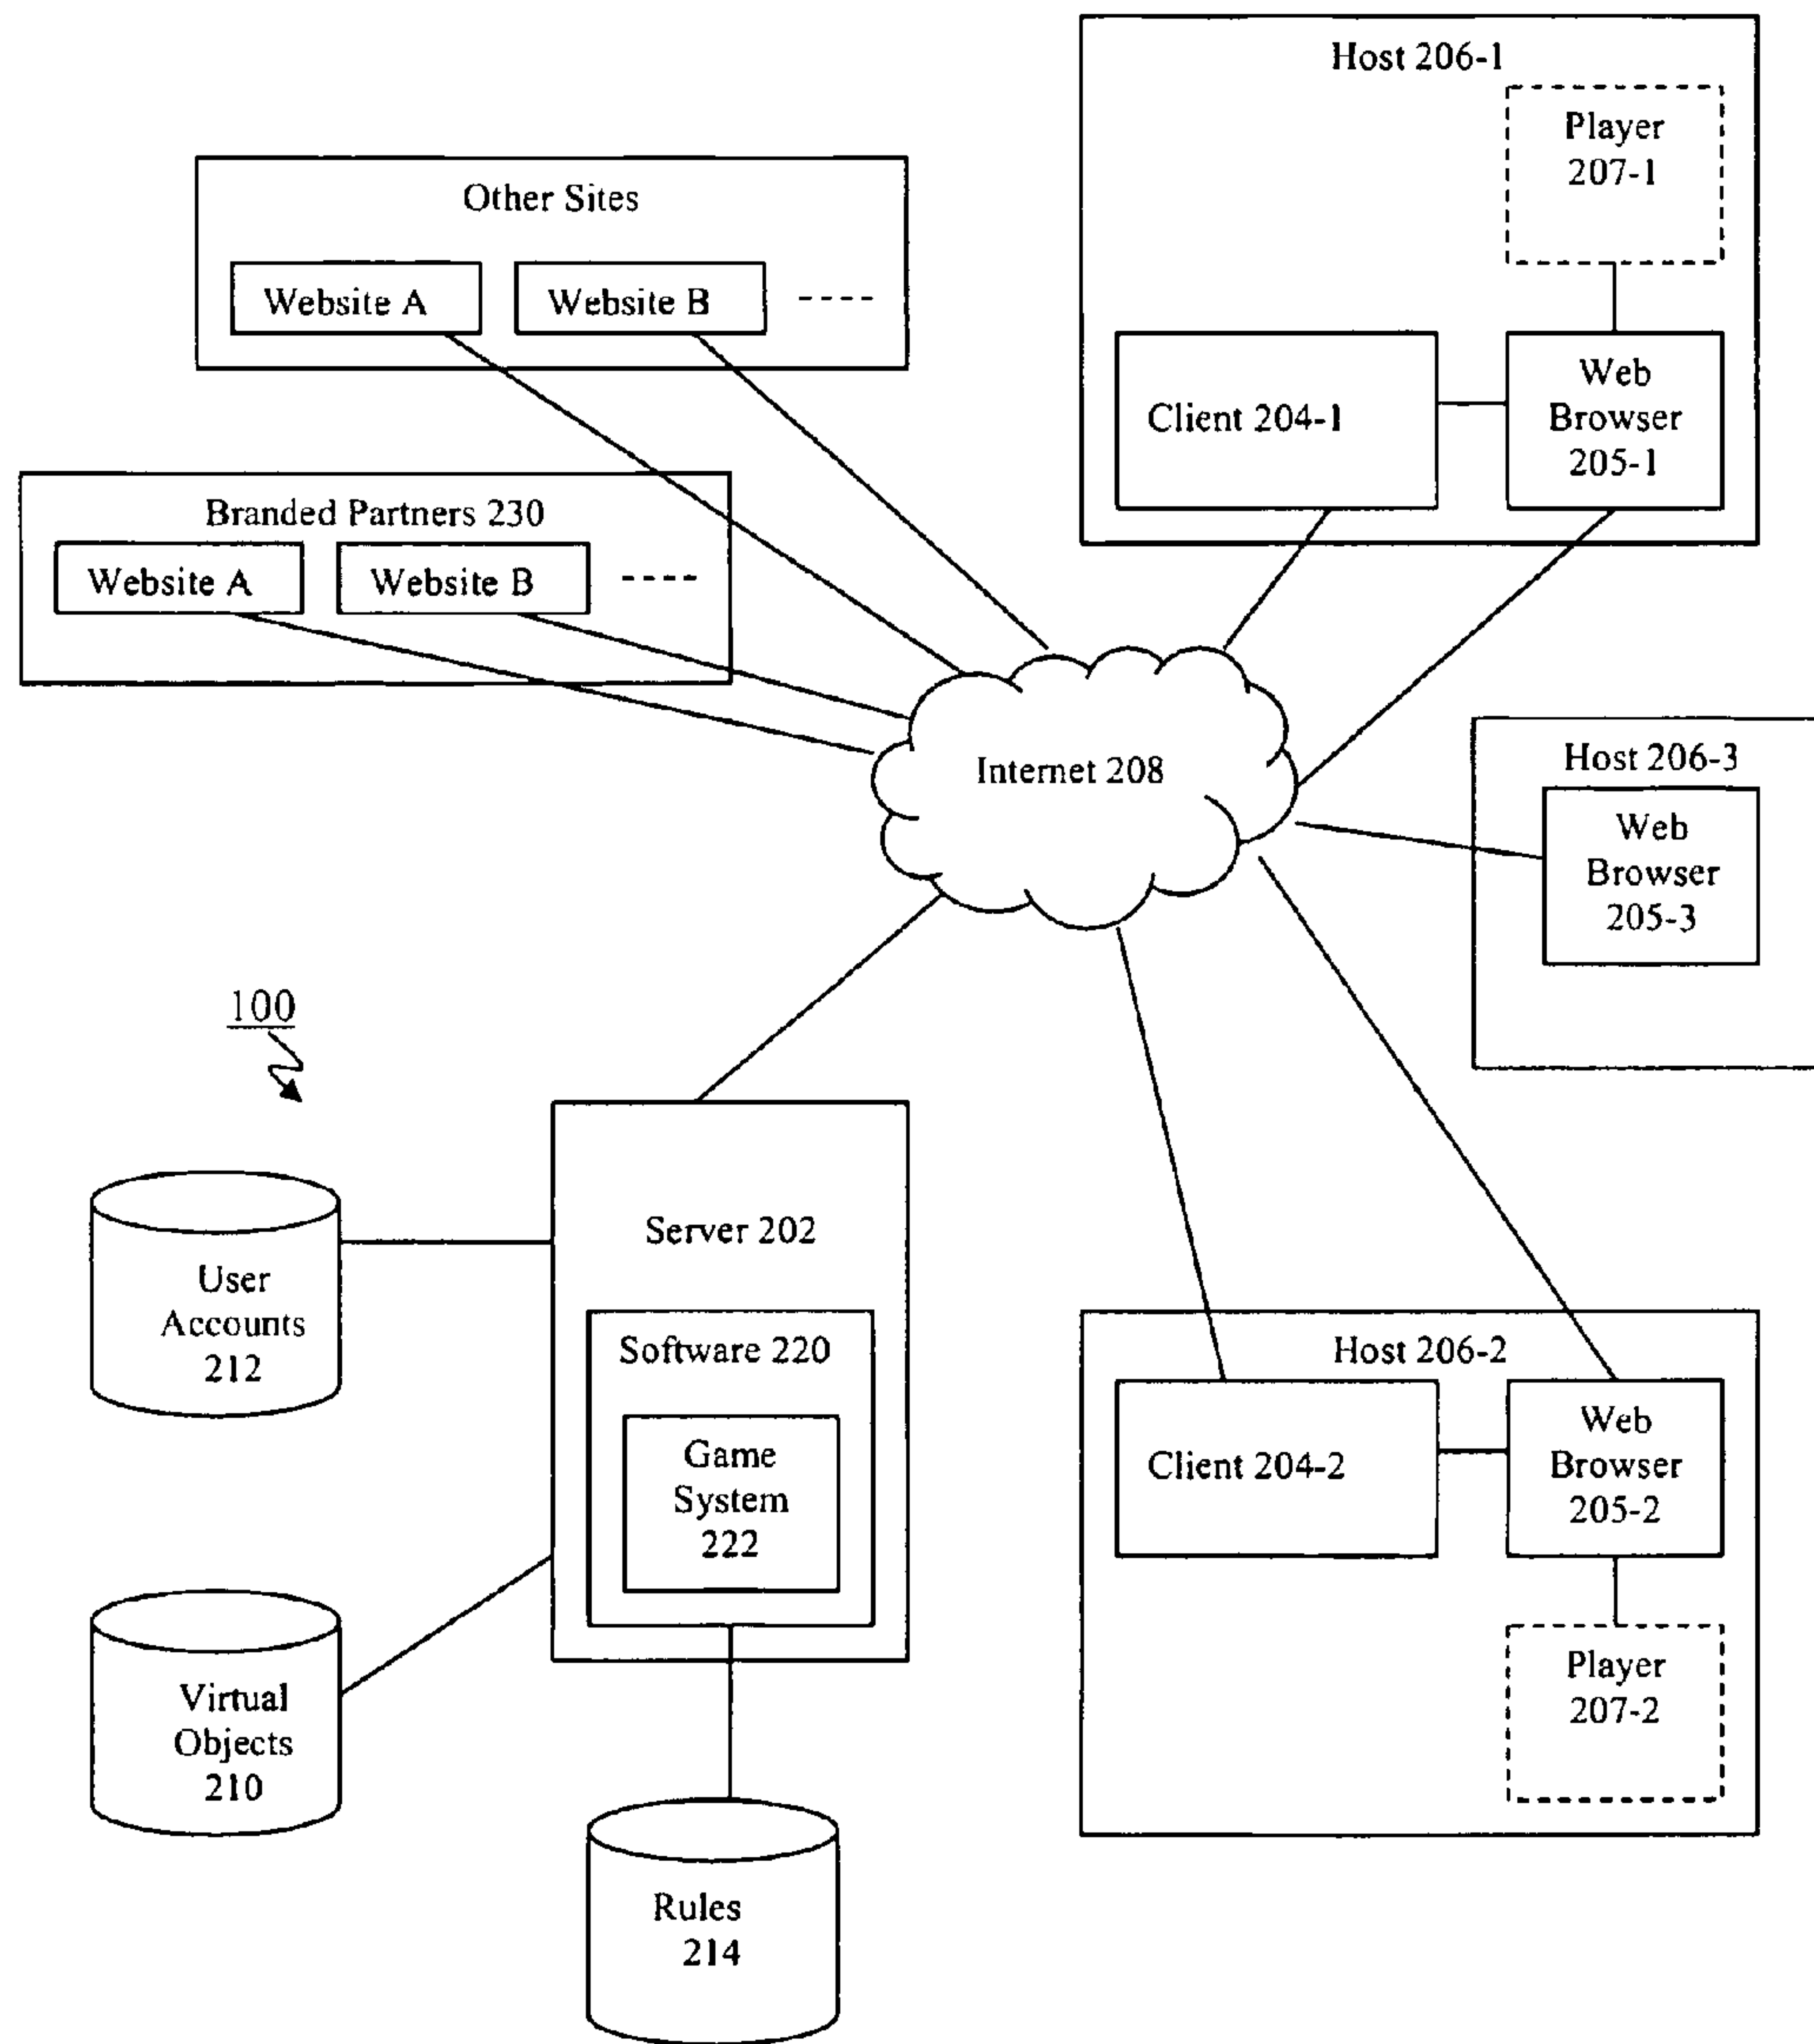 Host 206-1
Player
207-1
Client 204-1
Web
Browser
205-1
Other Sites
Website A
Website B
Branded Partners 230
Website A
Website B
Internet 208
Host 206-3
Web
Browser
205-3
100
User
Accounts
212
Server 202
Software 220
Game
System
222
Virtual
Objects
210
Rules
214
Host 206-2
Client 204-2
Web
Browser
205-2
Player
207-2